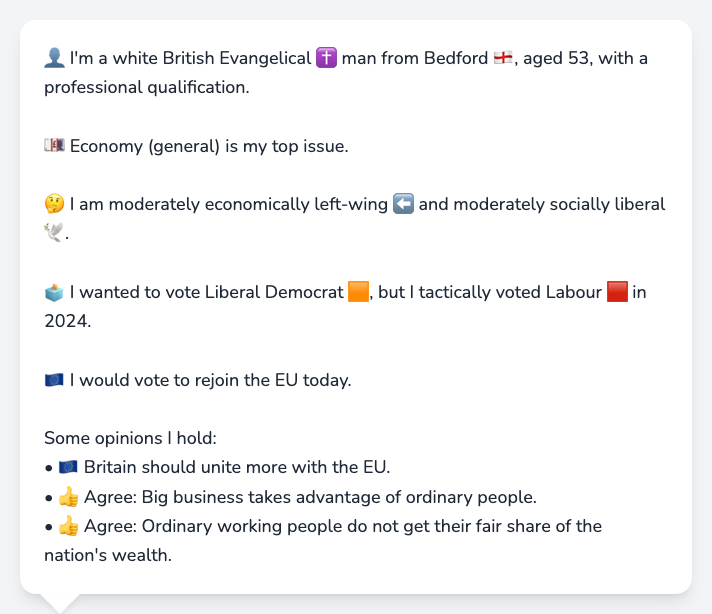 👤 I'm a white British Evangelical ✝️ man from Bedford 🏴󠁧󠁢󠁥󠁮󠁧󠁿, aged 53, with a
professional qualification.
💷 Economy (general) is my top issue.
🤔 I am moderately economically left-wing ⬅️ and moderately socially liberal
🕊️.
🗳️ I wanted to vote Liberal Democrat 🟧, but I tactically voted Labour 🟥 in
2024.
🇪🇺 I would vote to rejoin the EU today.
Some opinions I hold:
• 🇪🇺 Britain should unite more with the EU.
• 👍 Agree: Big business takes advantage of ordinary people.
• 👍 Agree: Ordinary working people do not get their fair share of the
nation's wealth.